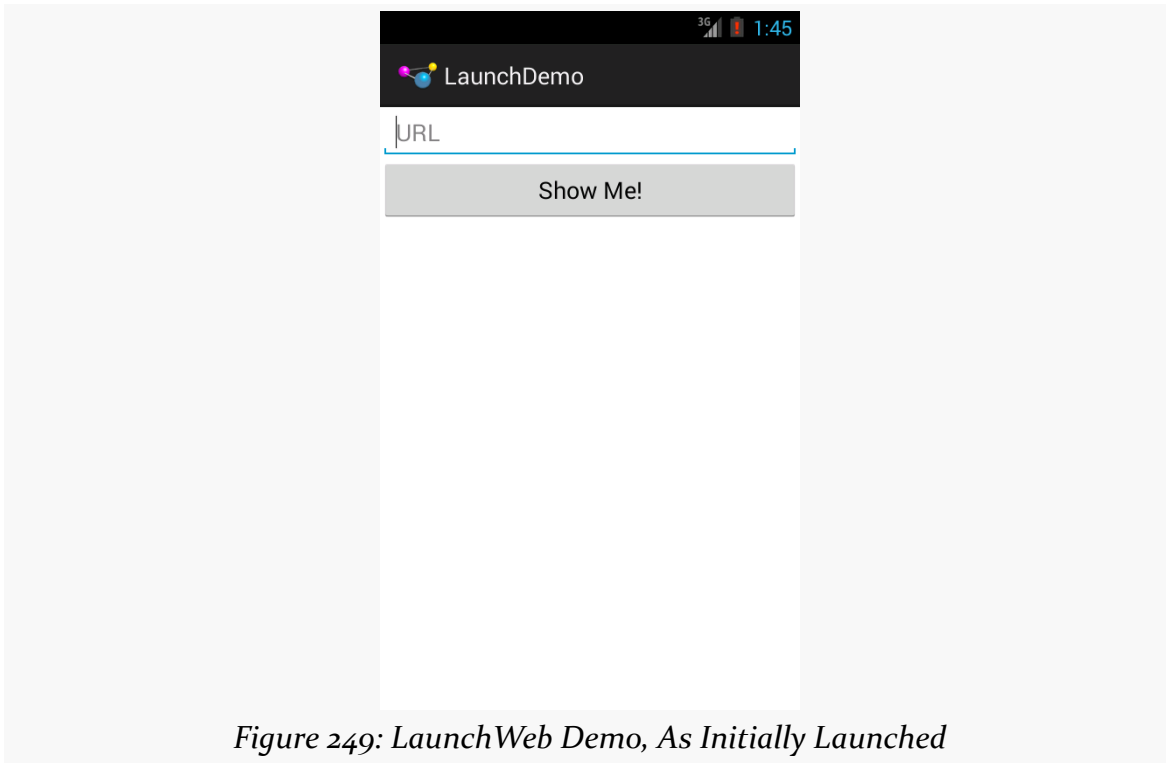 3G 1:45
LaunchDemo
URL
Show Me!
Figure 249: LaunchWeb Demo, As Initially Launched